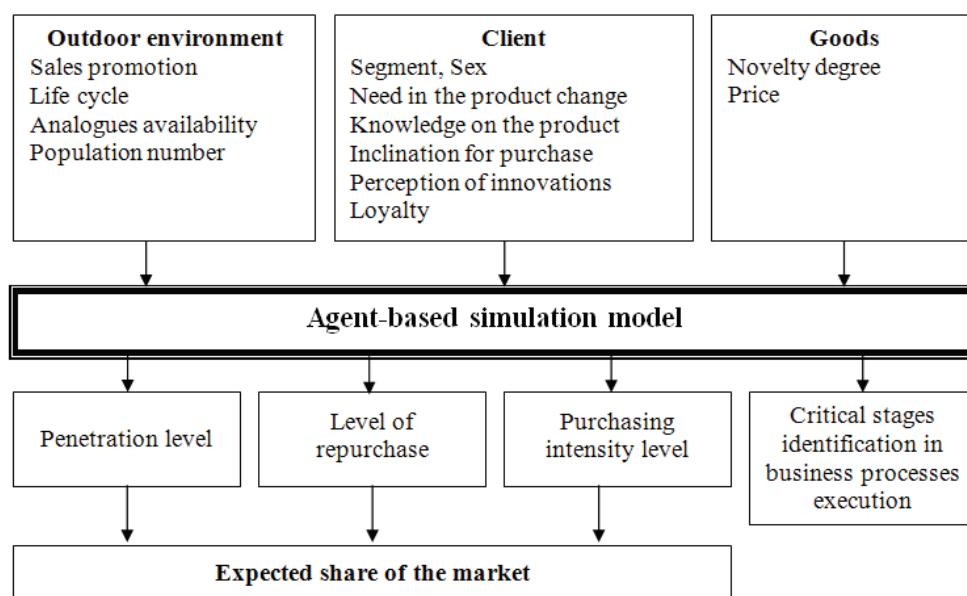 Outdoor environment
Sales promotion
Life cycle
Analogues availability
Population number
Client
Segment, Sex
Need in the product change
Knowledge on the product
Inclination for purchase
Perception of innovations
Loyalty
Goods
Novelty degree
Price
Agent-based simulation model
Penetration level
Level of
repurchase
Purchasing
intensity level
Critical stages
identification in
business processes
execution
Expected share of the market